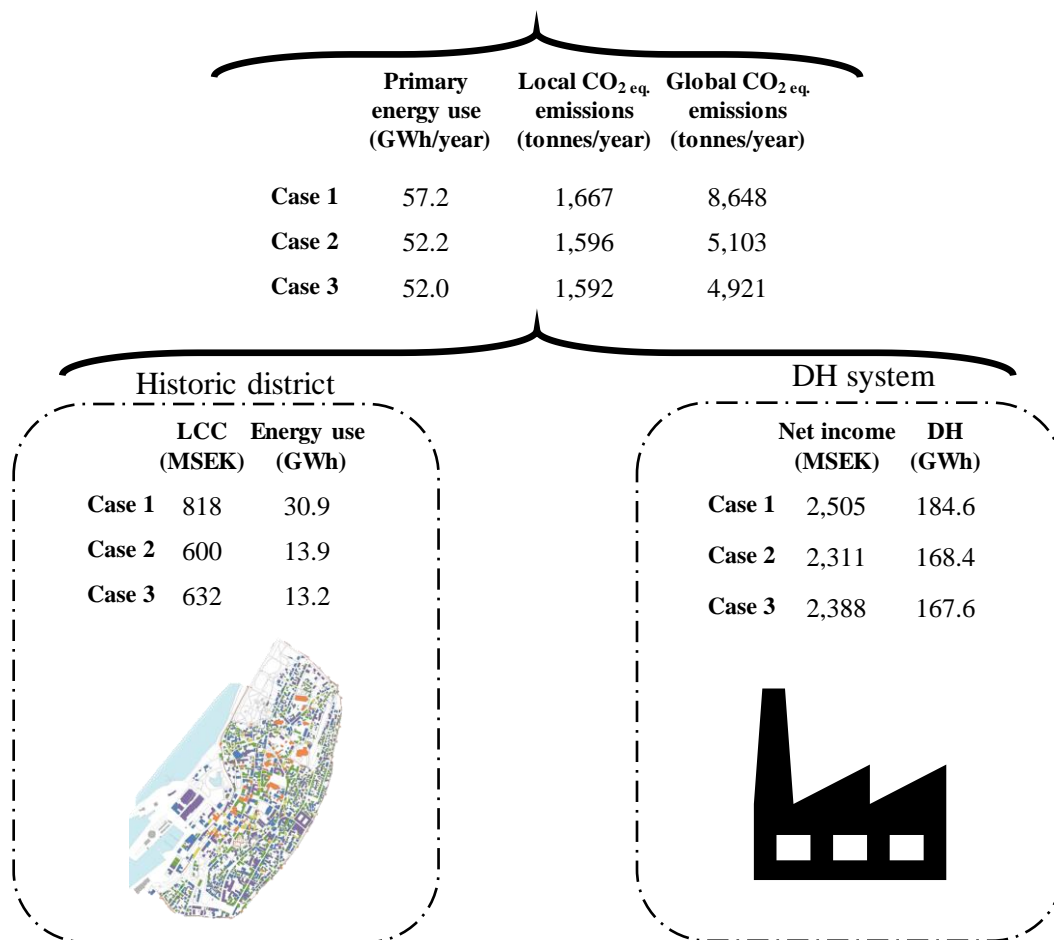 Primary Local CO2 eq. Global CO2 eq.
energy use emissions emissions
(GWh/year) (tonnes/year) (tonnes/year)
Case 1 57.2 1,667 8,648
Case 2 52.2 1,596 5,103
Case 3 52.0 1,592 4,921
Historic district
LCC Energy use
(MSEK) (GWh)
Case 1 818 30.9
Case 2 600 13.9
Case 3 632 13.2
DH system
Net income DH
(MSEK) (GWh)
Case 1 2,505 184.6
Case 2 2,311 168.4
Case 3 2,388 167.6